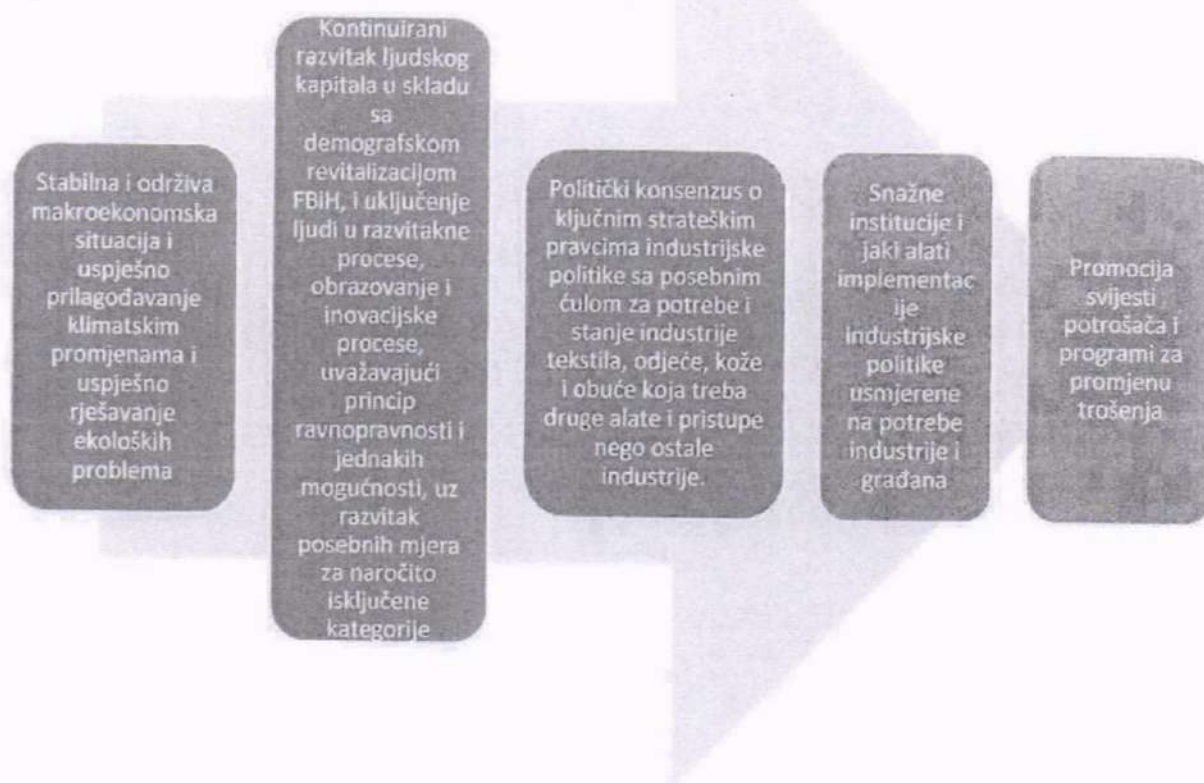 Stabilna i održiva
makroekonomska
situacija i
uspješno
prilagođavanje
klimatskim
promjenama i
uspješno
rješavanje
ekoloških
problema
Kontinuirani
razvitak ljudskog
kapitala u skladu
sa
demografskom
revitalizacijom
FBiH, i uključenje
ljudi u razvitakne
procese,
obrazovanje i
inovacijske
procese,
uvažavajući
princip
ravnopravnosti i
jednakih
mogućnosti, uz
razvitak
posebnih mjera
za naročito
isključene
kategorije
Politički konsenzus o
ključnim strateškim
pravcima industrijske
politike sa posebnim
ćulom za potrebe i
stanje industrije
tekstila, odjeće, kože
i obuće koja treba
druge alate i pristupe
nego ostale
industrije.
Snažne
institucije i
jaki alati
implementac
ije
industrijske
politike
usmjerene
na potrebe
industrije i
građana
Promocija
svijesti
potrošača i
programi za
promjenu
trošenja